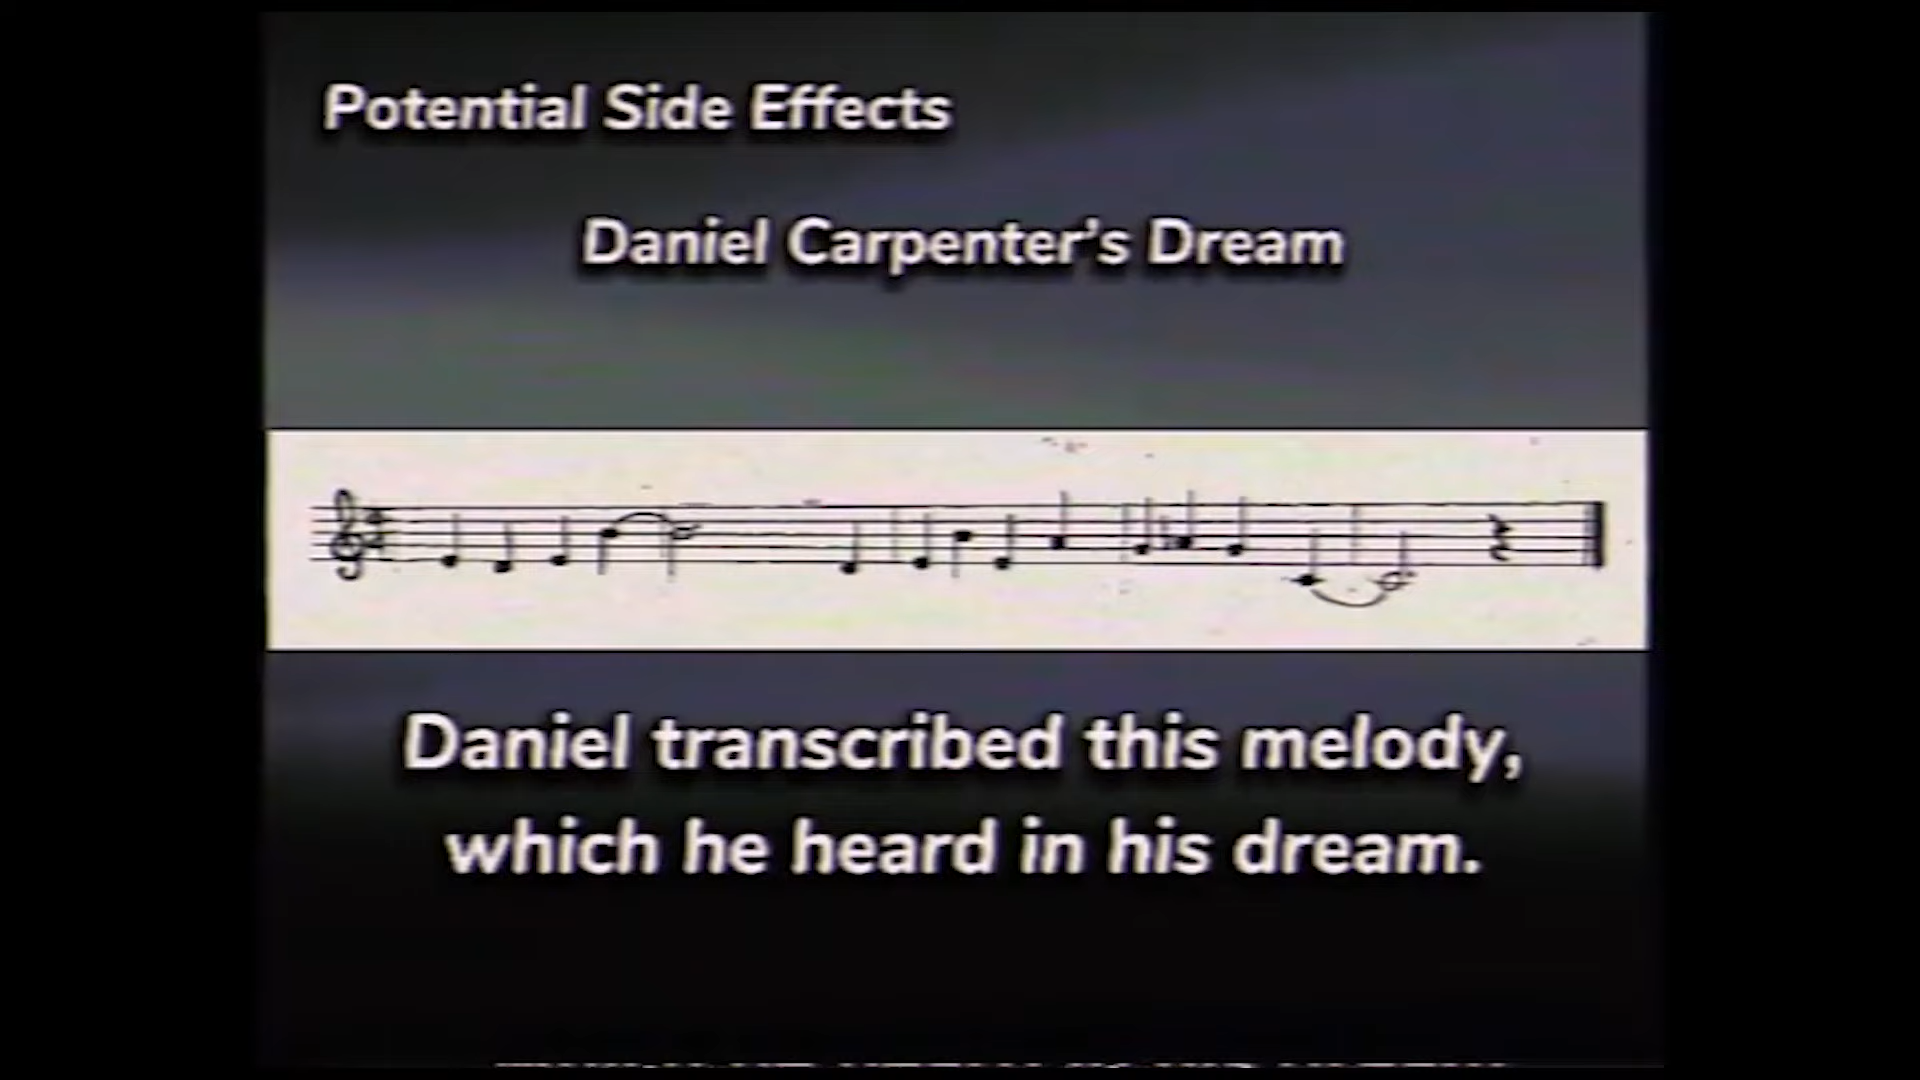 Potential Side Effects
Daniel Carpenter's Dream
Daniel transcribed this melody,
which he heard in his dream.